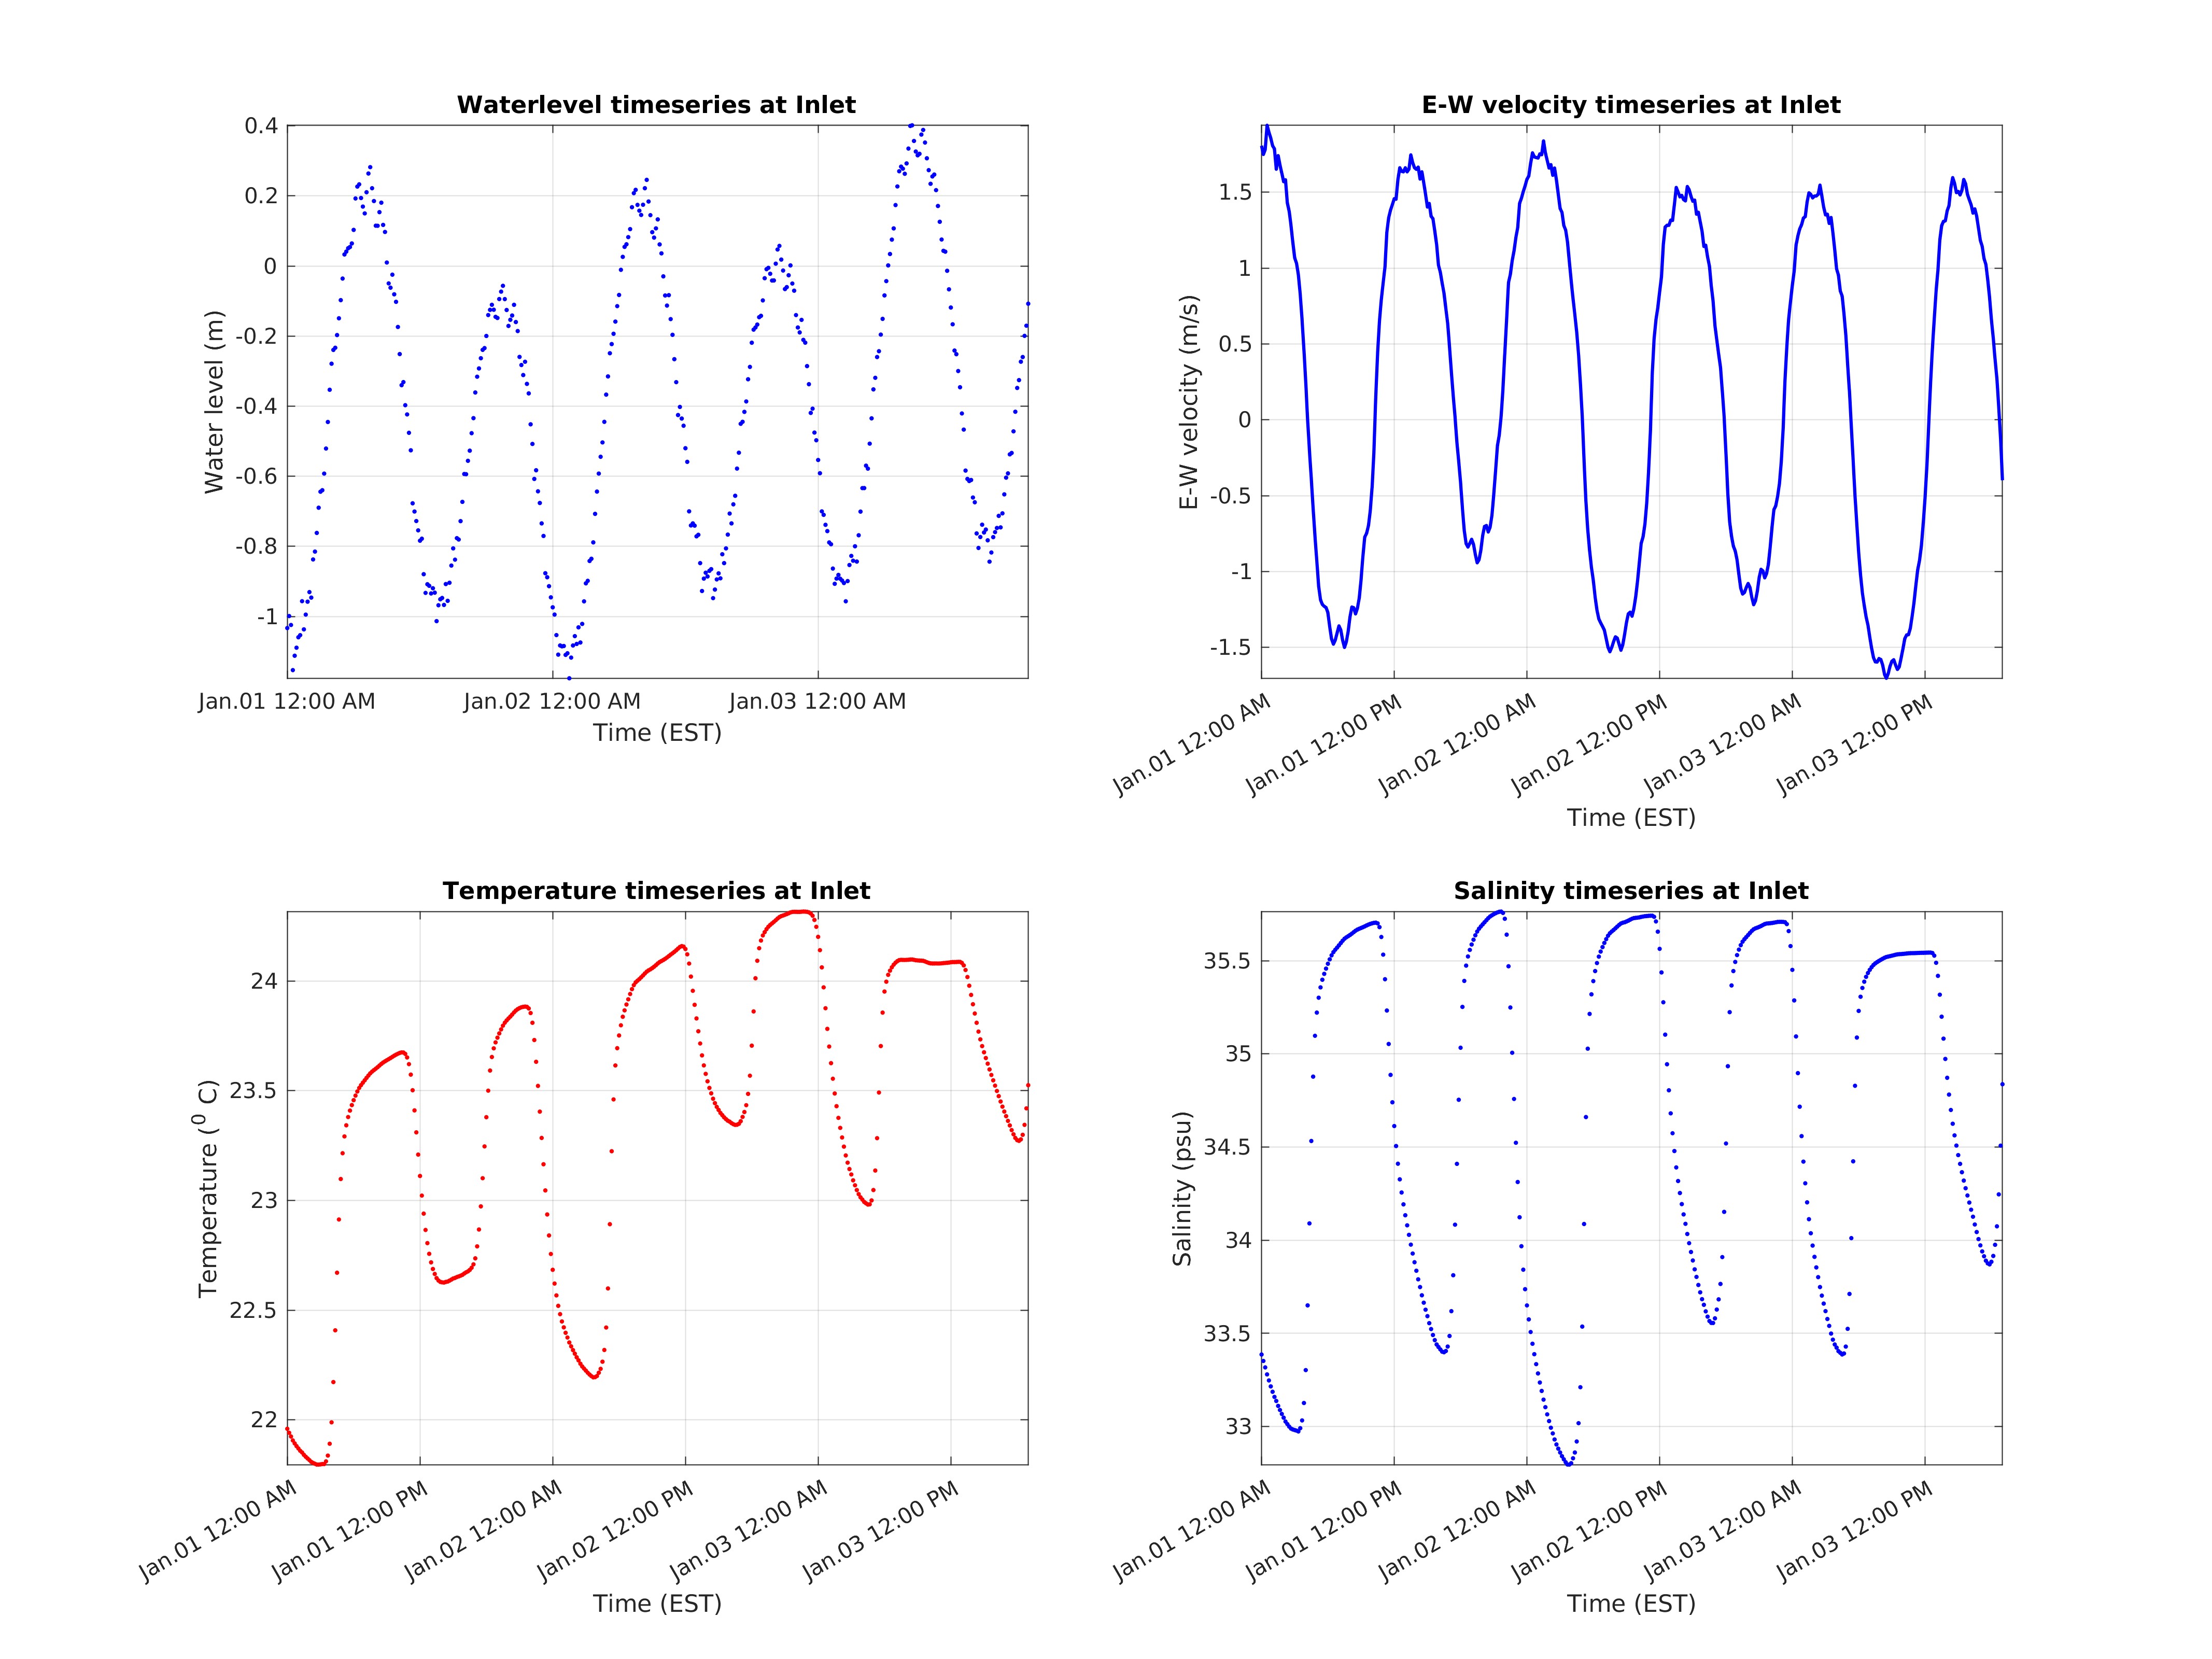 Waterlevel timeseries at Inlet
0.4
0.2
0
-0.2
-0.4
-0.6
-0.8
-1
Water level (m)
Jan.01 12:00 AM
Jan.02 12:00 AM
Jan.03 12:00 AM
Time (EST)
E-W velocity timeseries at Inlet
1.5
1
0.5
0
-0.5
-1
-1.5
E-W velocity (m/s)
Jan.01 12:00 AM
Jan.01 12:00 PM
Jan.02 12:00 AM
Jan.02 12:00 PM
Jan.03 12:00 AM
Jan.03 12:00 PM
Time (EST)
Temperature timeseries at Inlet
24
23.5
23
22.5
22
Temperature (⁰ C)
Jan.01 12:00 AM
Jan.01 12:00 PM
Jan.02 12:00 AM
Jan.02 12:00 PM
Jan.03 12:00 AM
Jan.03 12:00 PM
Time (EST)
Salinity timeseries at Inlet
35.5
35
34.5
34
33.5
33
Salinity (psu)
Jan.01 12:00 AM
Jan.01 12:00 PM
Jan.02 12:00 AM
Jan.02 12:00 PM
Jan.03 12:00 AM
Jan.03 12:00 PM
Time (EST)